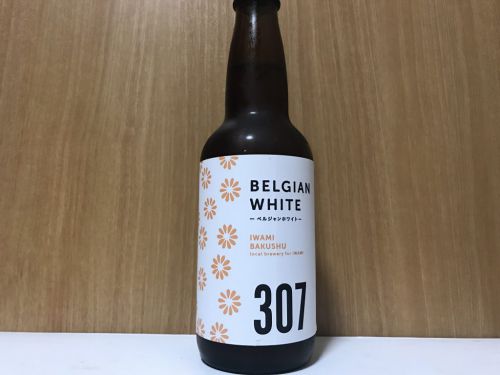 BELGIAN
WHITE
— ベルジャンホワイト —
IWAMI
BAKUSHU
local brewery for IWAMI
307